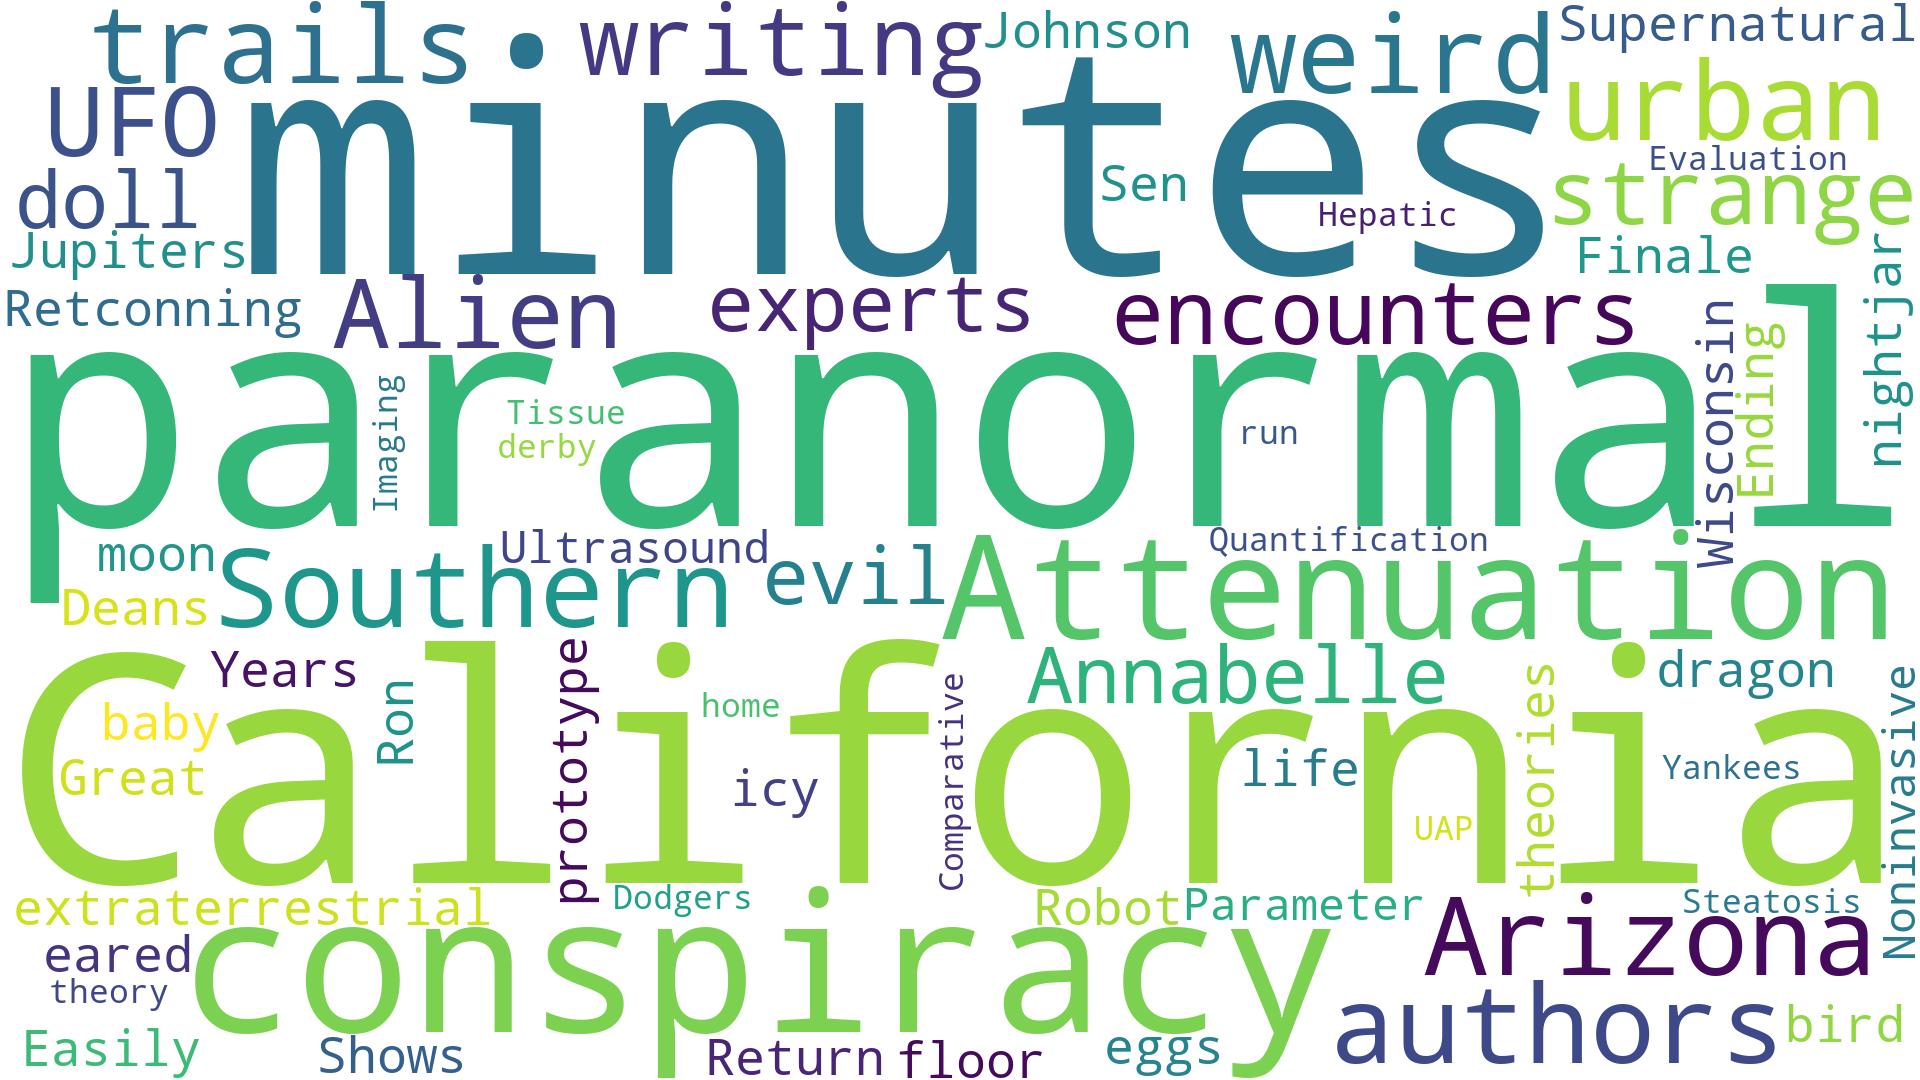 trails
writing
Johnson
weird
Supernatural
UFO
minutes
urban
Evaluation
doll
Sen
Hepatic
strange
Jupiters
Finale
nightjar
Retconning
Alien
experts
encounters
Wisconsin
Ending
paranormal
Imaging
Tissue
derby
run
moon
Southern
Ultrasound
evil
Quantification
Attenuation
Deans
Years
Ron
prototype
home
Comparative
Annabelle
theories
dragon
Noninvasive
California
baby
Great
icy
life
UAP
Yankees
extraterrestrial
Dodgers
Robot
Parameter
Arizona
Steatosis
eared
theory
conspiracy
authors
Easily
Shows
Return
floor
eggs
bird